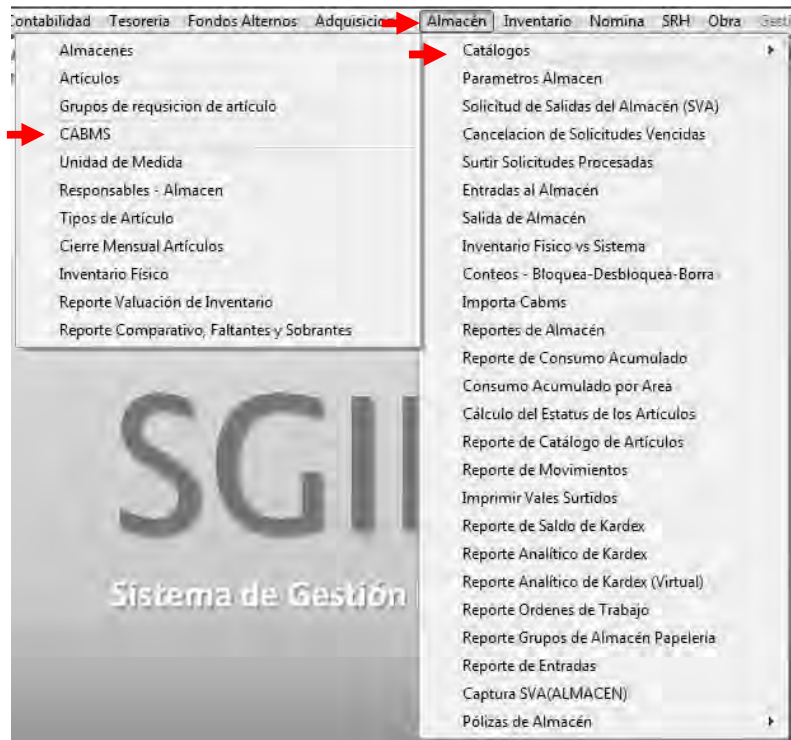 ontabilidad Tesoreria Fondos Alternos Adquisicio Almacén Inventario Nomina SRH Obra
Almacenes
Artículos
Grupos de requsicion de artículo
CABMS
Unidad de Medida
Responsables - Almacen
Tipos de Artículo
Cierre Mensual Artículos
Inventario Físico
Reporte Valuación de Inventario
Reporte Comparativo, Faltantes y Sobrantes
Catálogos
Parametros Almacen
Solicitud de Salidas del Almacén (SVA)
Cancelacion de Solicitudes Vencidas
Surtir Solicitudes Procesadas
Entradas al Almacén
Salida de Almacén
Inventario Fisico vs Sistema
Conteos - Bloquea-Desbloquea-Borra
Importa Cabms
Reportes de Almacén
Reporte de Consumo Acumulado
Consumo Acumulado por Area
Cálculo del Estatus de los Artículos
Reporte de Catálogo de Artículos
Reporte de Movimientos
Imprimir Vales Surtidos
Reporte de Saldo de Kardex
Reporte Analítico de Kardex
Reporte Analítico de Kardex (Virtual)
Reporte Ordenes de Trabajo
Reporte Grupos de Almacén Papeleria
Reporte de Entradas
Captura SVA(ALMACEN)
Pólizas de Almacén
SGI
Sistema de Gestión